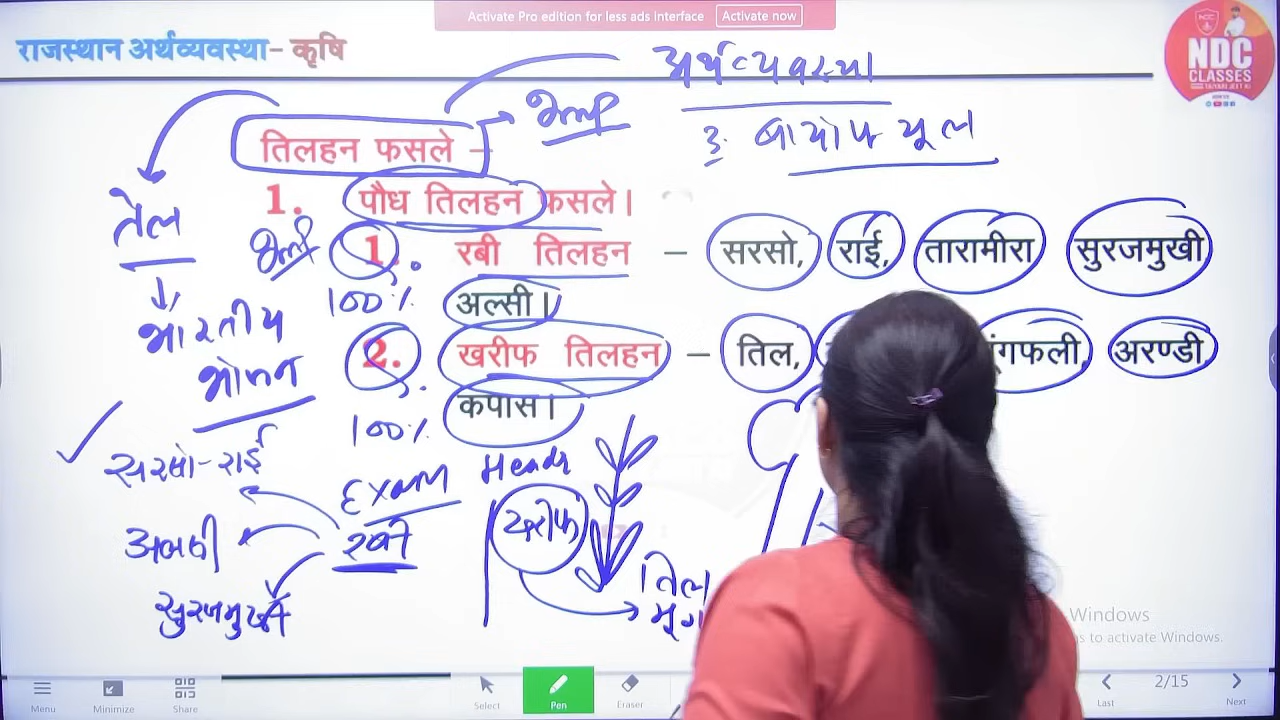 Activate Pro edition for less ads interface Activate now
राजस्थान अर्थव्यवस्था- कृषि
NDC
CLASSES
अर्थव्यवस्था
तिलहन फसले –
3. बायोफ्यूल
1. पौध तिलहन फसले।
तेल
1. रबी तिलहन – सरसो, राई, तारामीरा सुरजमुखी
100% अल्सी।
भारतीय
भोजन
2. खरीफ तिलहन – तिल, मूंगफली, अरण्डी
100% कपास।
सरसो-राई
Exam
अलसी
रबी
खरीफ
सुरजमुखी
तिल
मूंग
Windows
to activate Windows.
Menu Minimize Share Select Pen Eraser Last 2/15 Next